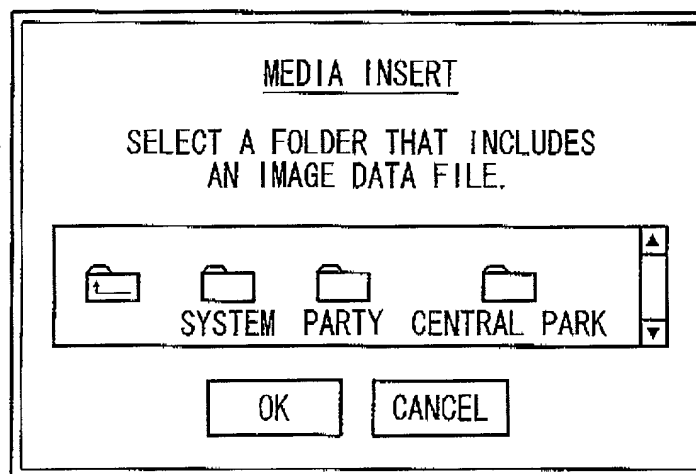 MEDIA INSERT
SELECT A FOLDER THAT INCLUDES
AN IMAGE DATA FILE.
SYSTEM PARTY CENTRAL PARK
OK CANCEL